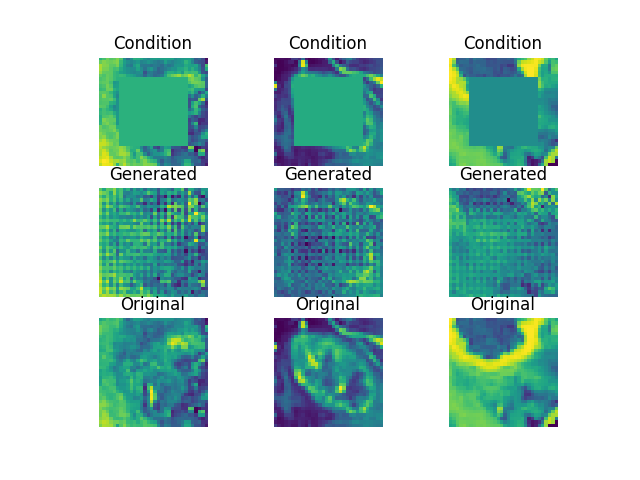 Condition Condition Condition
Generated Generated Generated
Original Original Original